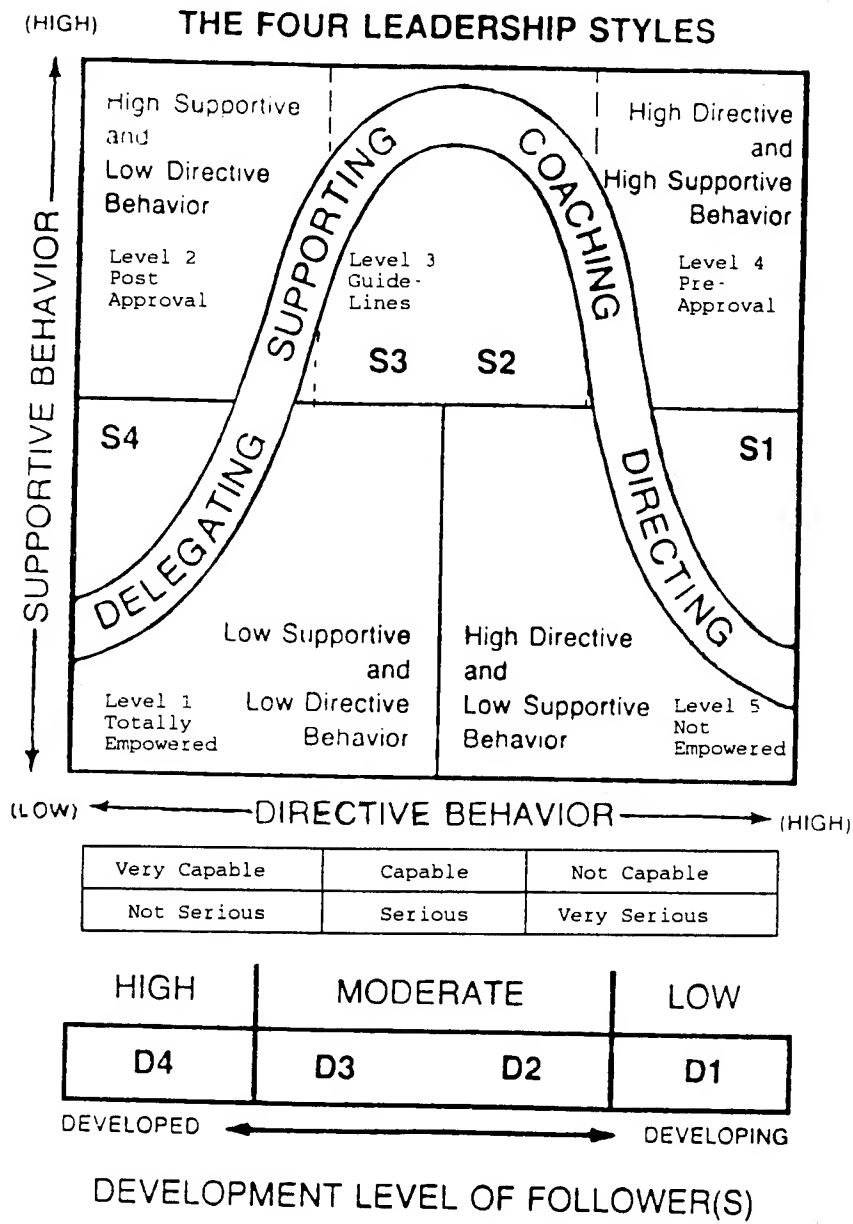 (HIGH) THE FOUR LEADERSHIP STYLES
SUPPORTIVE BEHAVIOR
High Supportive
and
Low Directive
Behavior
Level 2
Post
Approval
SUPPORTING
COACHING
High Directive
and
High Supportive
Behavior
Level 3
Guide-
Lines
Level 4
Pre-
Approval
S3 S2
S4
S1
DELEGATING
DIRECTING
Low Supportive
and
Low Directive
Behavior
Level 1
Totally
Empowered
High Directive
and
Low Supportive
Behavior
Level 5
Not
Empowered
(LOW) DIRECTIVE BEHAVIOR (HIGH)
Very Capable Capable Not Capable
Not Serious Serious Very Serious
HIGH MODERATE LOW
D4 D3 D2 D1
DEVELOPED DEVELOPING
DEVELOPMENT LEVEL OF FOLLOWER(S)